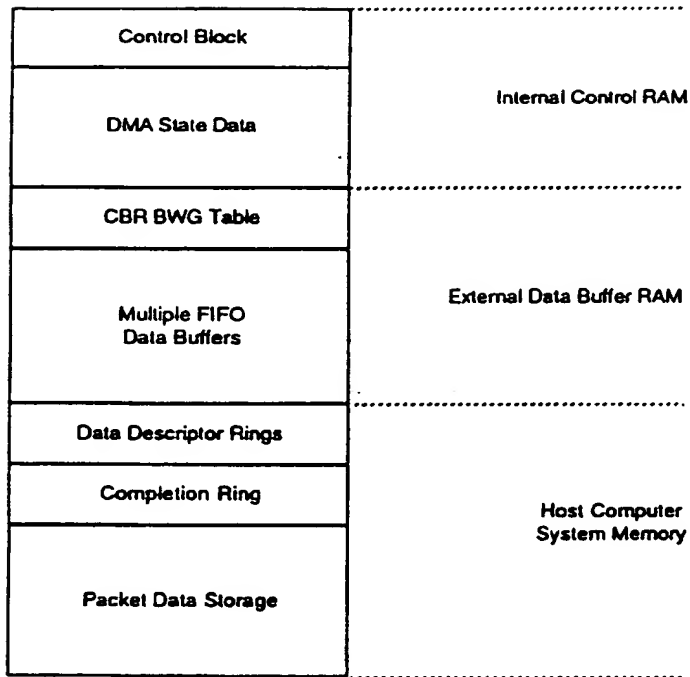 Control Block
Internal Control RAM
DMA State Data
CBR BWG Table
External Data Buffer RAM
Multiple FIFO
Data Buffers
Data Descriptor Rings
Completion Ring
Host Computer
System Memory
Packet Data Storage